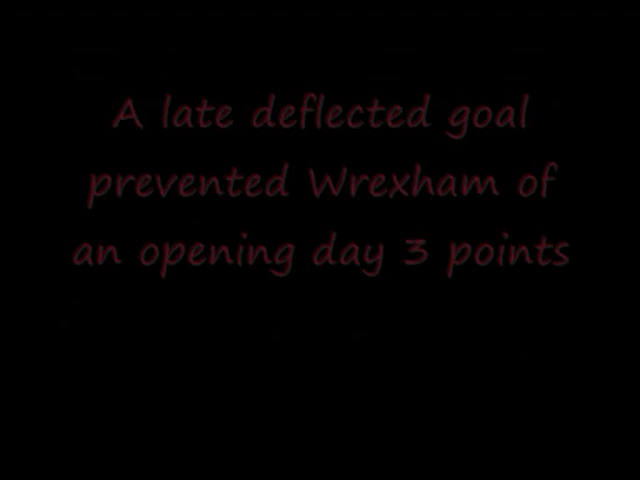 A late deflected goal
prevented Wrexham of
an opening day 3 points